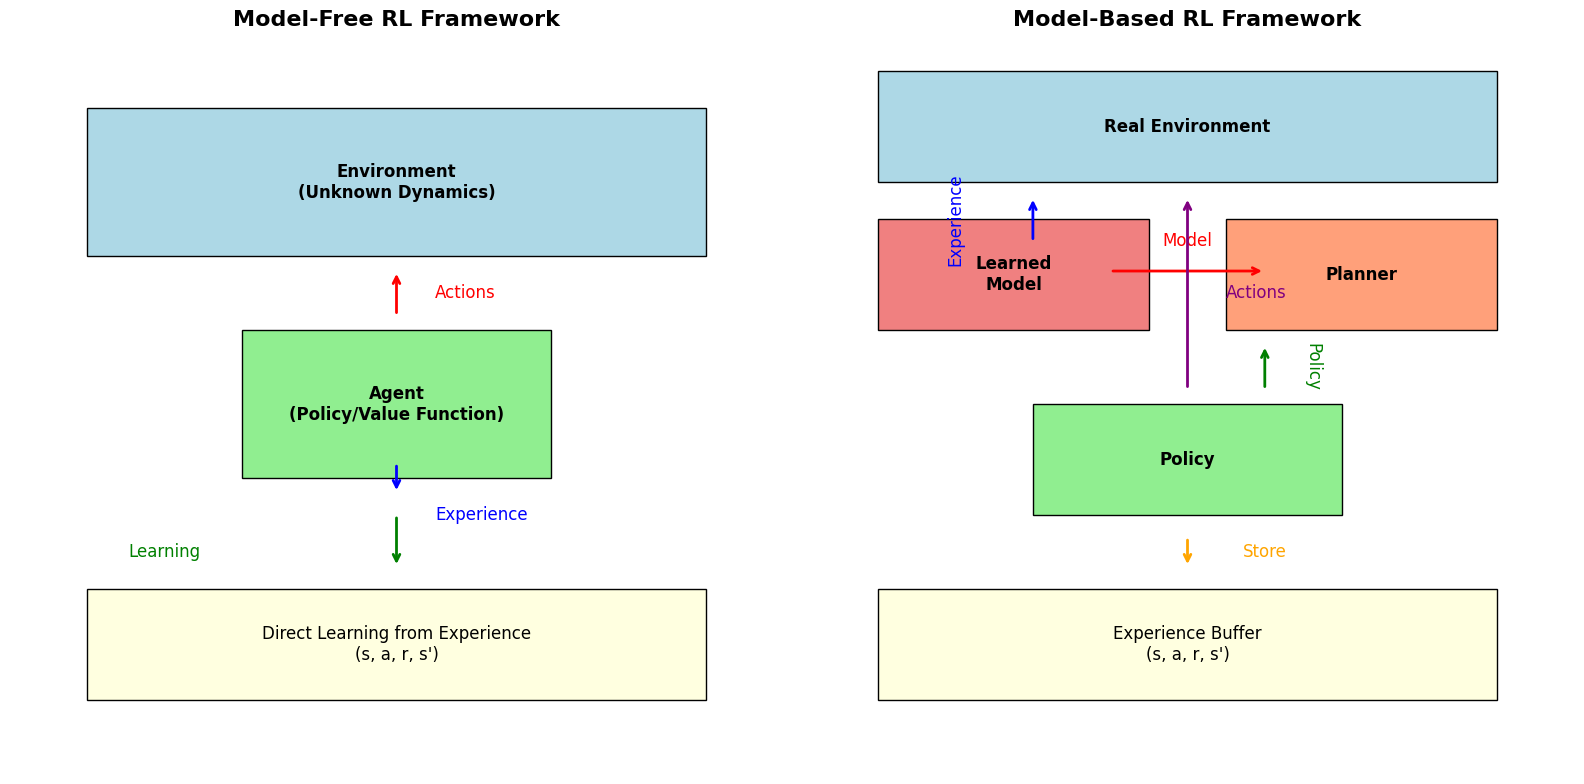 Model-Free RL Framework
Environment
(Unknown Dynamics)
Actions
Agent
(Policy/Value Function)
Experience
Learning
Direct Learning from Experience
(s, a, r, s')
Model-Based RL Framework
Real Environment
Experience
Learned
Model
Model
Planner
Actions
Policy
Policy
Store
Experience Buffer
(s, a, r, s')